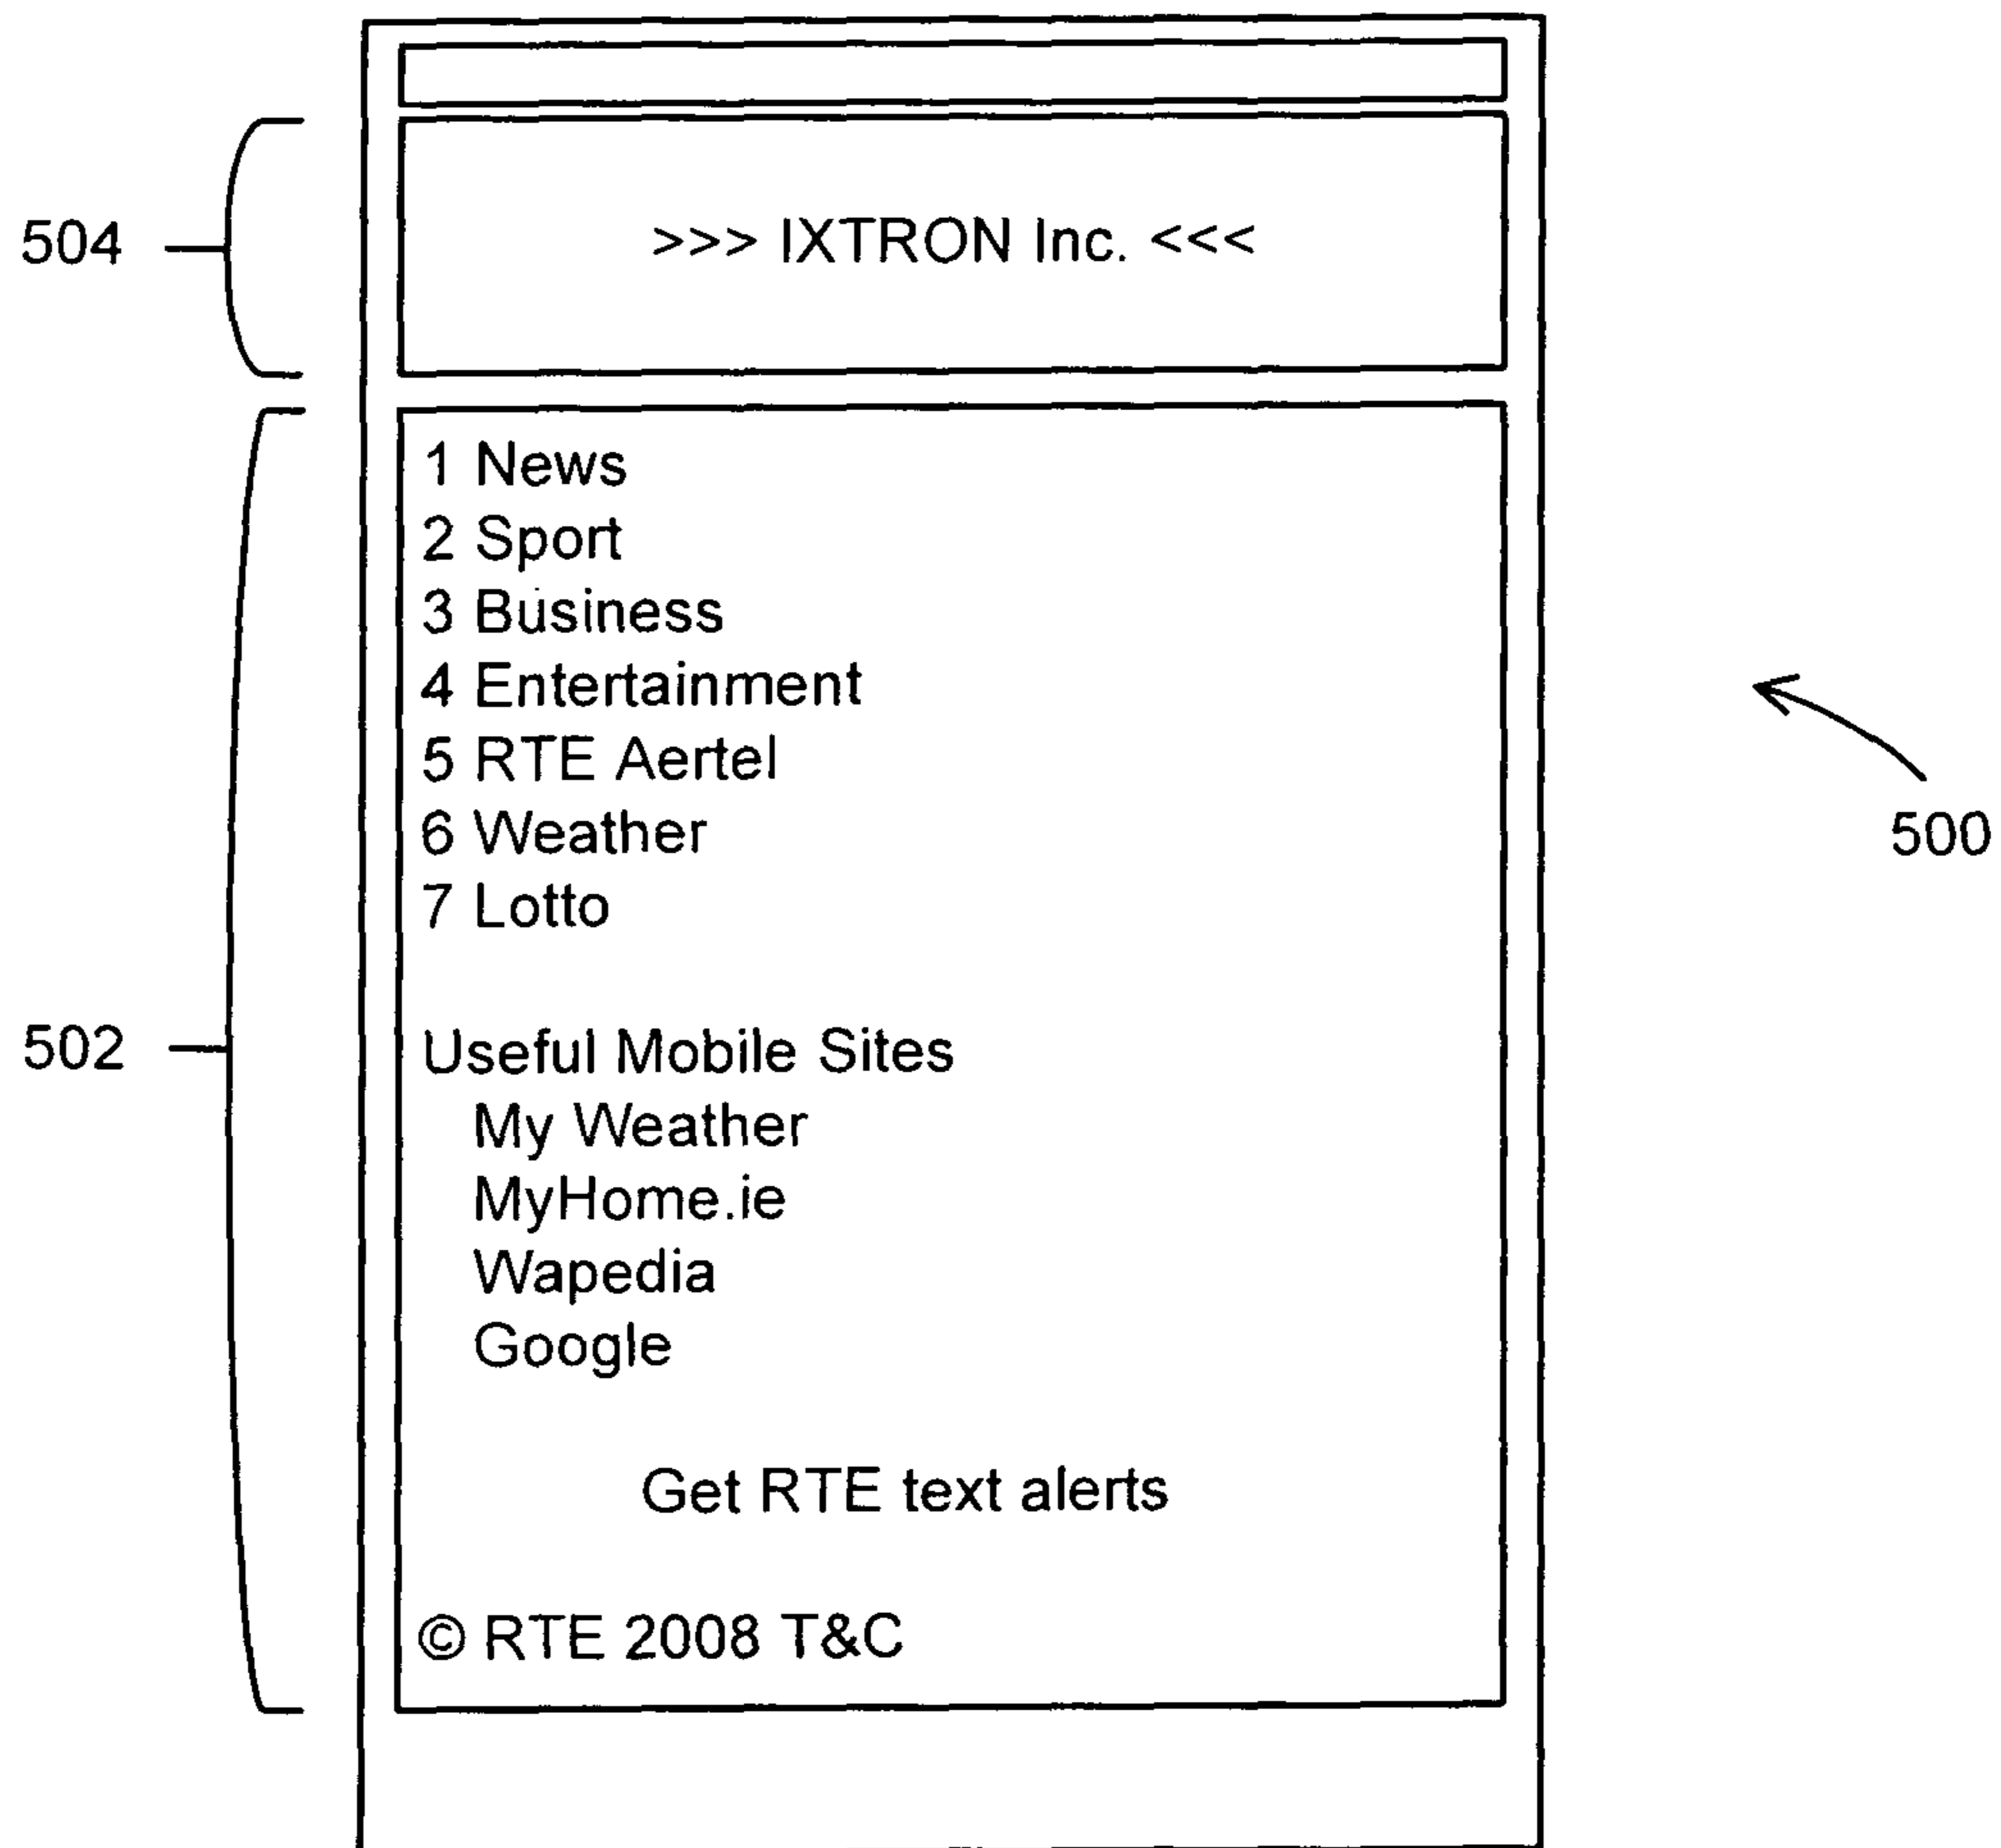 504
>>> IXTRON Inc. <<<
1 News
2 Sport
3 Business
4 Entertainment
5 RTE Aertel
6 Weather
7 Lotto
500
502
Useful Mobile Sites
My Weather
MyHome.ie
Wapedia
Google
Get RTE text alerts
© RTE 2008 T&C